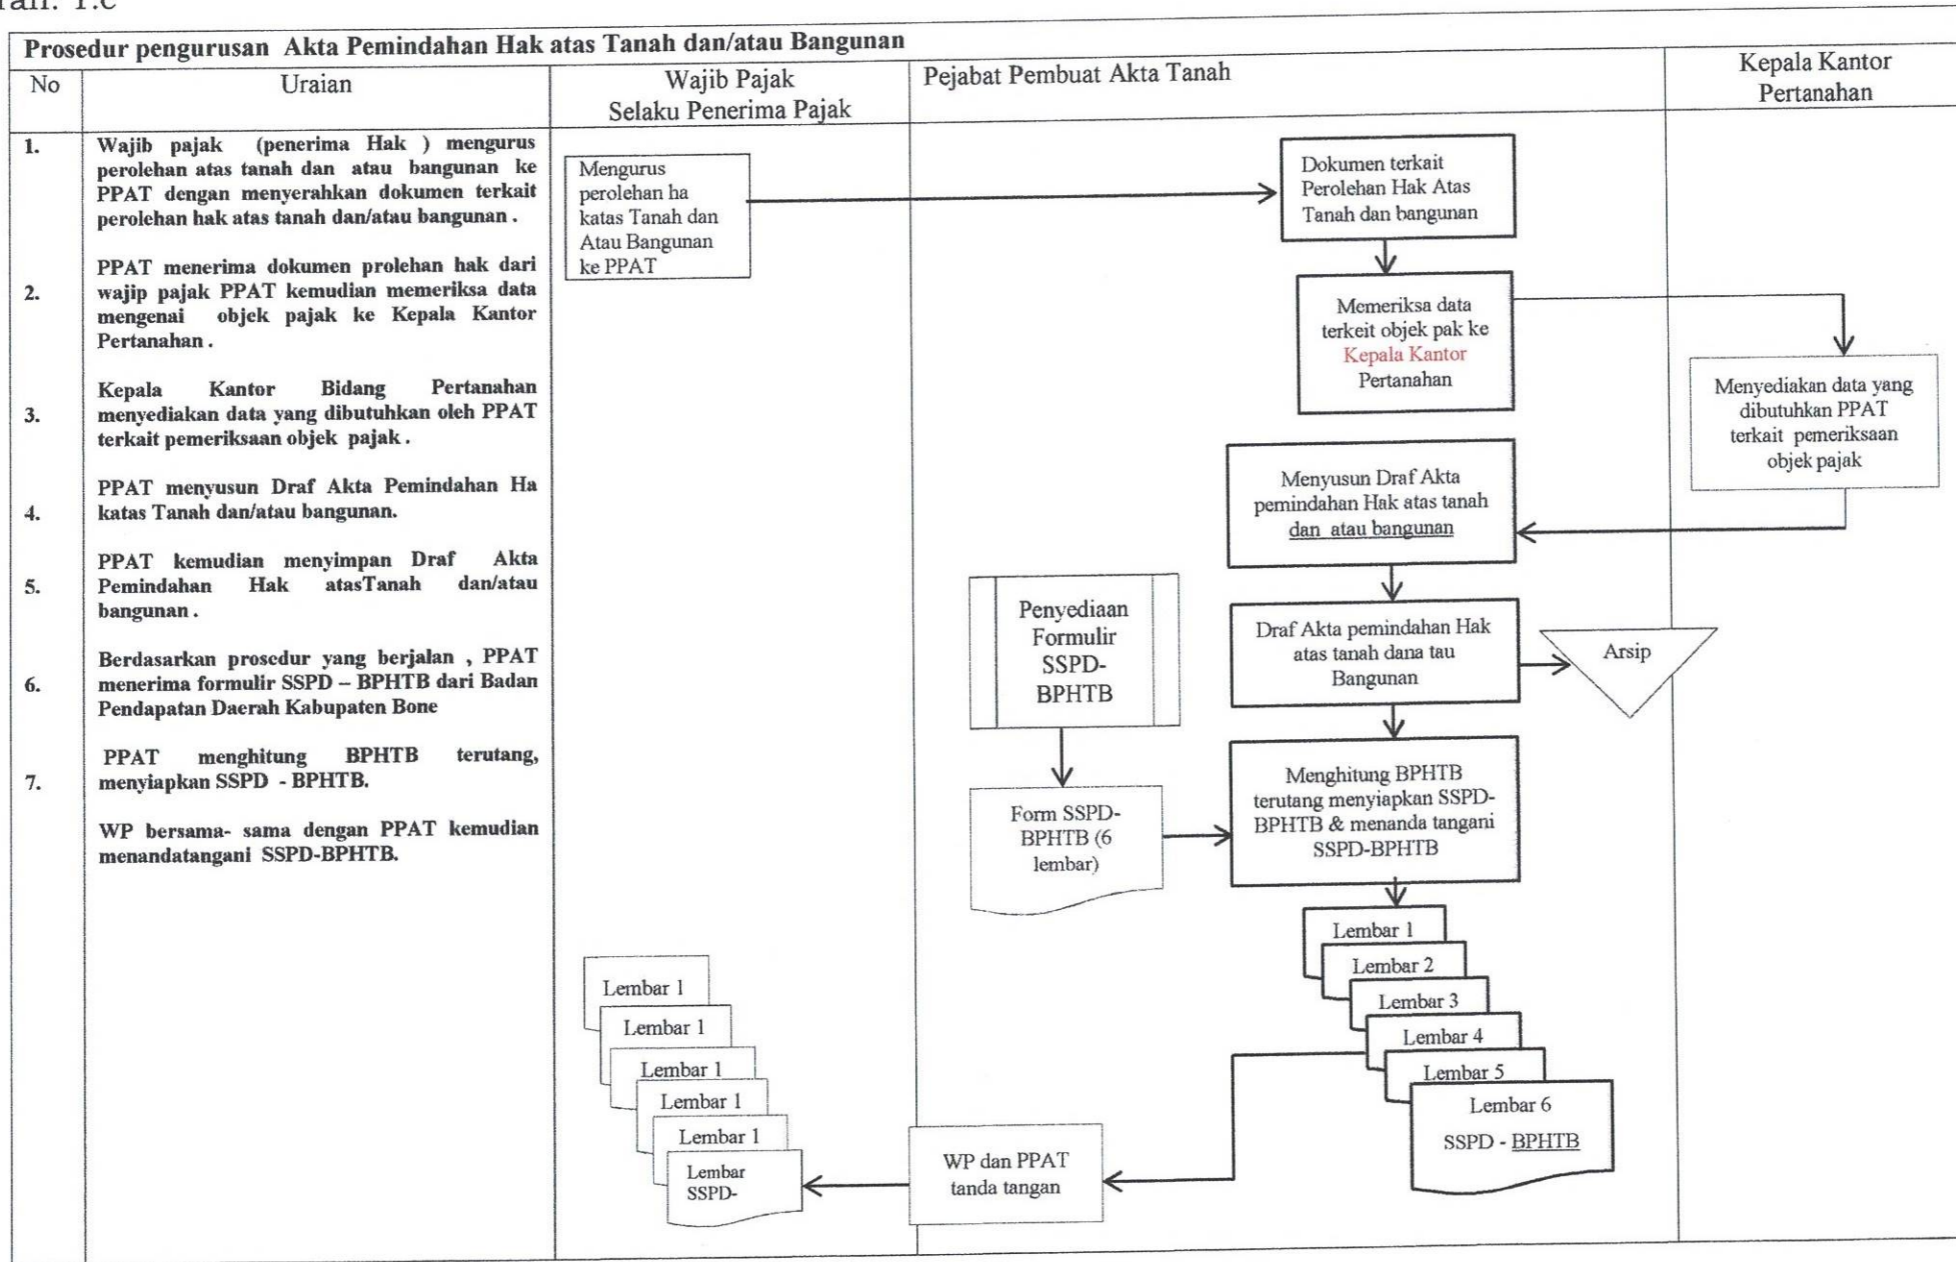 ran. 1.c
Prosedur pengurusan Akta Pemindahan Hak atas Tanah dan/atau Bangunan
No
Uraian
Wajib Pajak
Selaku Penerima Pajak
Pejabat Pembuat Akta Tanah
Kepala Kantor
Pertanahan
1.
Wajib pajak (penerima Hak ) mengurus
perolehan atas tanah dan atau bangunan ke
PPAT dengan menyerahkan dokumen terkait
perolehan hak atas tanah dan/atau bangunan .
2.
PPAT menerima dokumen prolehan hak dari
wajip pajak PPAT kemudian memeriksa data
mengenai objek pajak ke Kepala Kantor
Pertanahan .
3.
Kepala Kantor Bidang Pertanahan
menyediakan data yang dibutuhkan oleh PPAT
terkait pemeriksaan objek pajak .
4.
PPAT menyusun Draf Akta Pemindahan Ha
katas Tanah dan/atau bangunan.
5.
PPAT kemudian menyimpan Draf Akta
Pemindahan Hak atasTanah dan/atau
bangunan .
6.
Berdasarkan prosedur yang berjalan , PPAT
menerima formulir SSPD – BPHTB dari Badan
Pendapatan Daerah Kabupaten Bone
7.
PPAT menghitung BPHTB terutang,
menyiapkan SSPD - BPHTB.
WP bersama- sama dengan PPAT kemudian
menandatangani SSPD-BPHTB.
Mengurus
perolehan ha
katas Tanah dan
Atau Bangunan
ke PPAT
Dokumen terkait
Perolehan Hak Atas
Tanah dan bangunan
Memeriksa data
terkeit objek pak ke
Kepala Kantor
Pertanahan
Menyediakan data yang
dibutuhkan PPAT
terkait pemeriksaan
objek pajak
Menyusun Draf Akta
pemindahan Hak atas tanah
dan atau bangunan
Penyediaan
Formulir
SSPD-
BPHTB
Draf Akta pemindahan Hak
atas tanah dana tau
Bangunan
Arsip
Form SSPD-
BPHTB (6
lembar)
Menghitung BPHTB
terutang menyiapkan SSPD-
BPHTB & menanda tangani
SSPD-BPHTB
Lembar 1
Lembar 2
Lembar 3
Lembar 4
Lembar 5
Lembar 6
SSPD - BPHTB
WP dan PPAT
tanda tangan
Lembar 1
Lembar 1
Lembar 1
Lembar 1
Lembar 1
Lembar
SSPD-